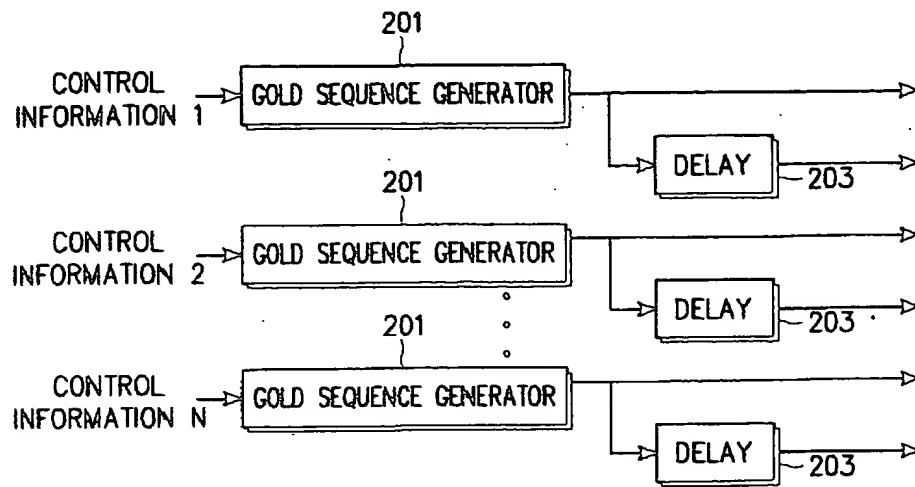 201
CONTROL
INFORMATION 1
GOLD SEQUENCE GENERATOR
DELAY
203
201
CONTROL
INFORMATION 2
GOLD SEQUENCE GENERATOR
DELAY
203
201
CONTROL
INFORMATION N
GOLD SEQUENCE GENERATOR
DELAY
203